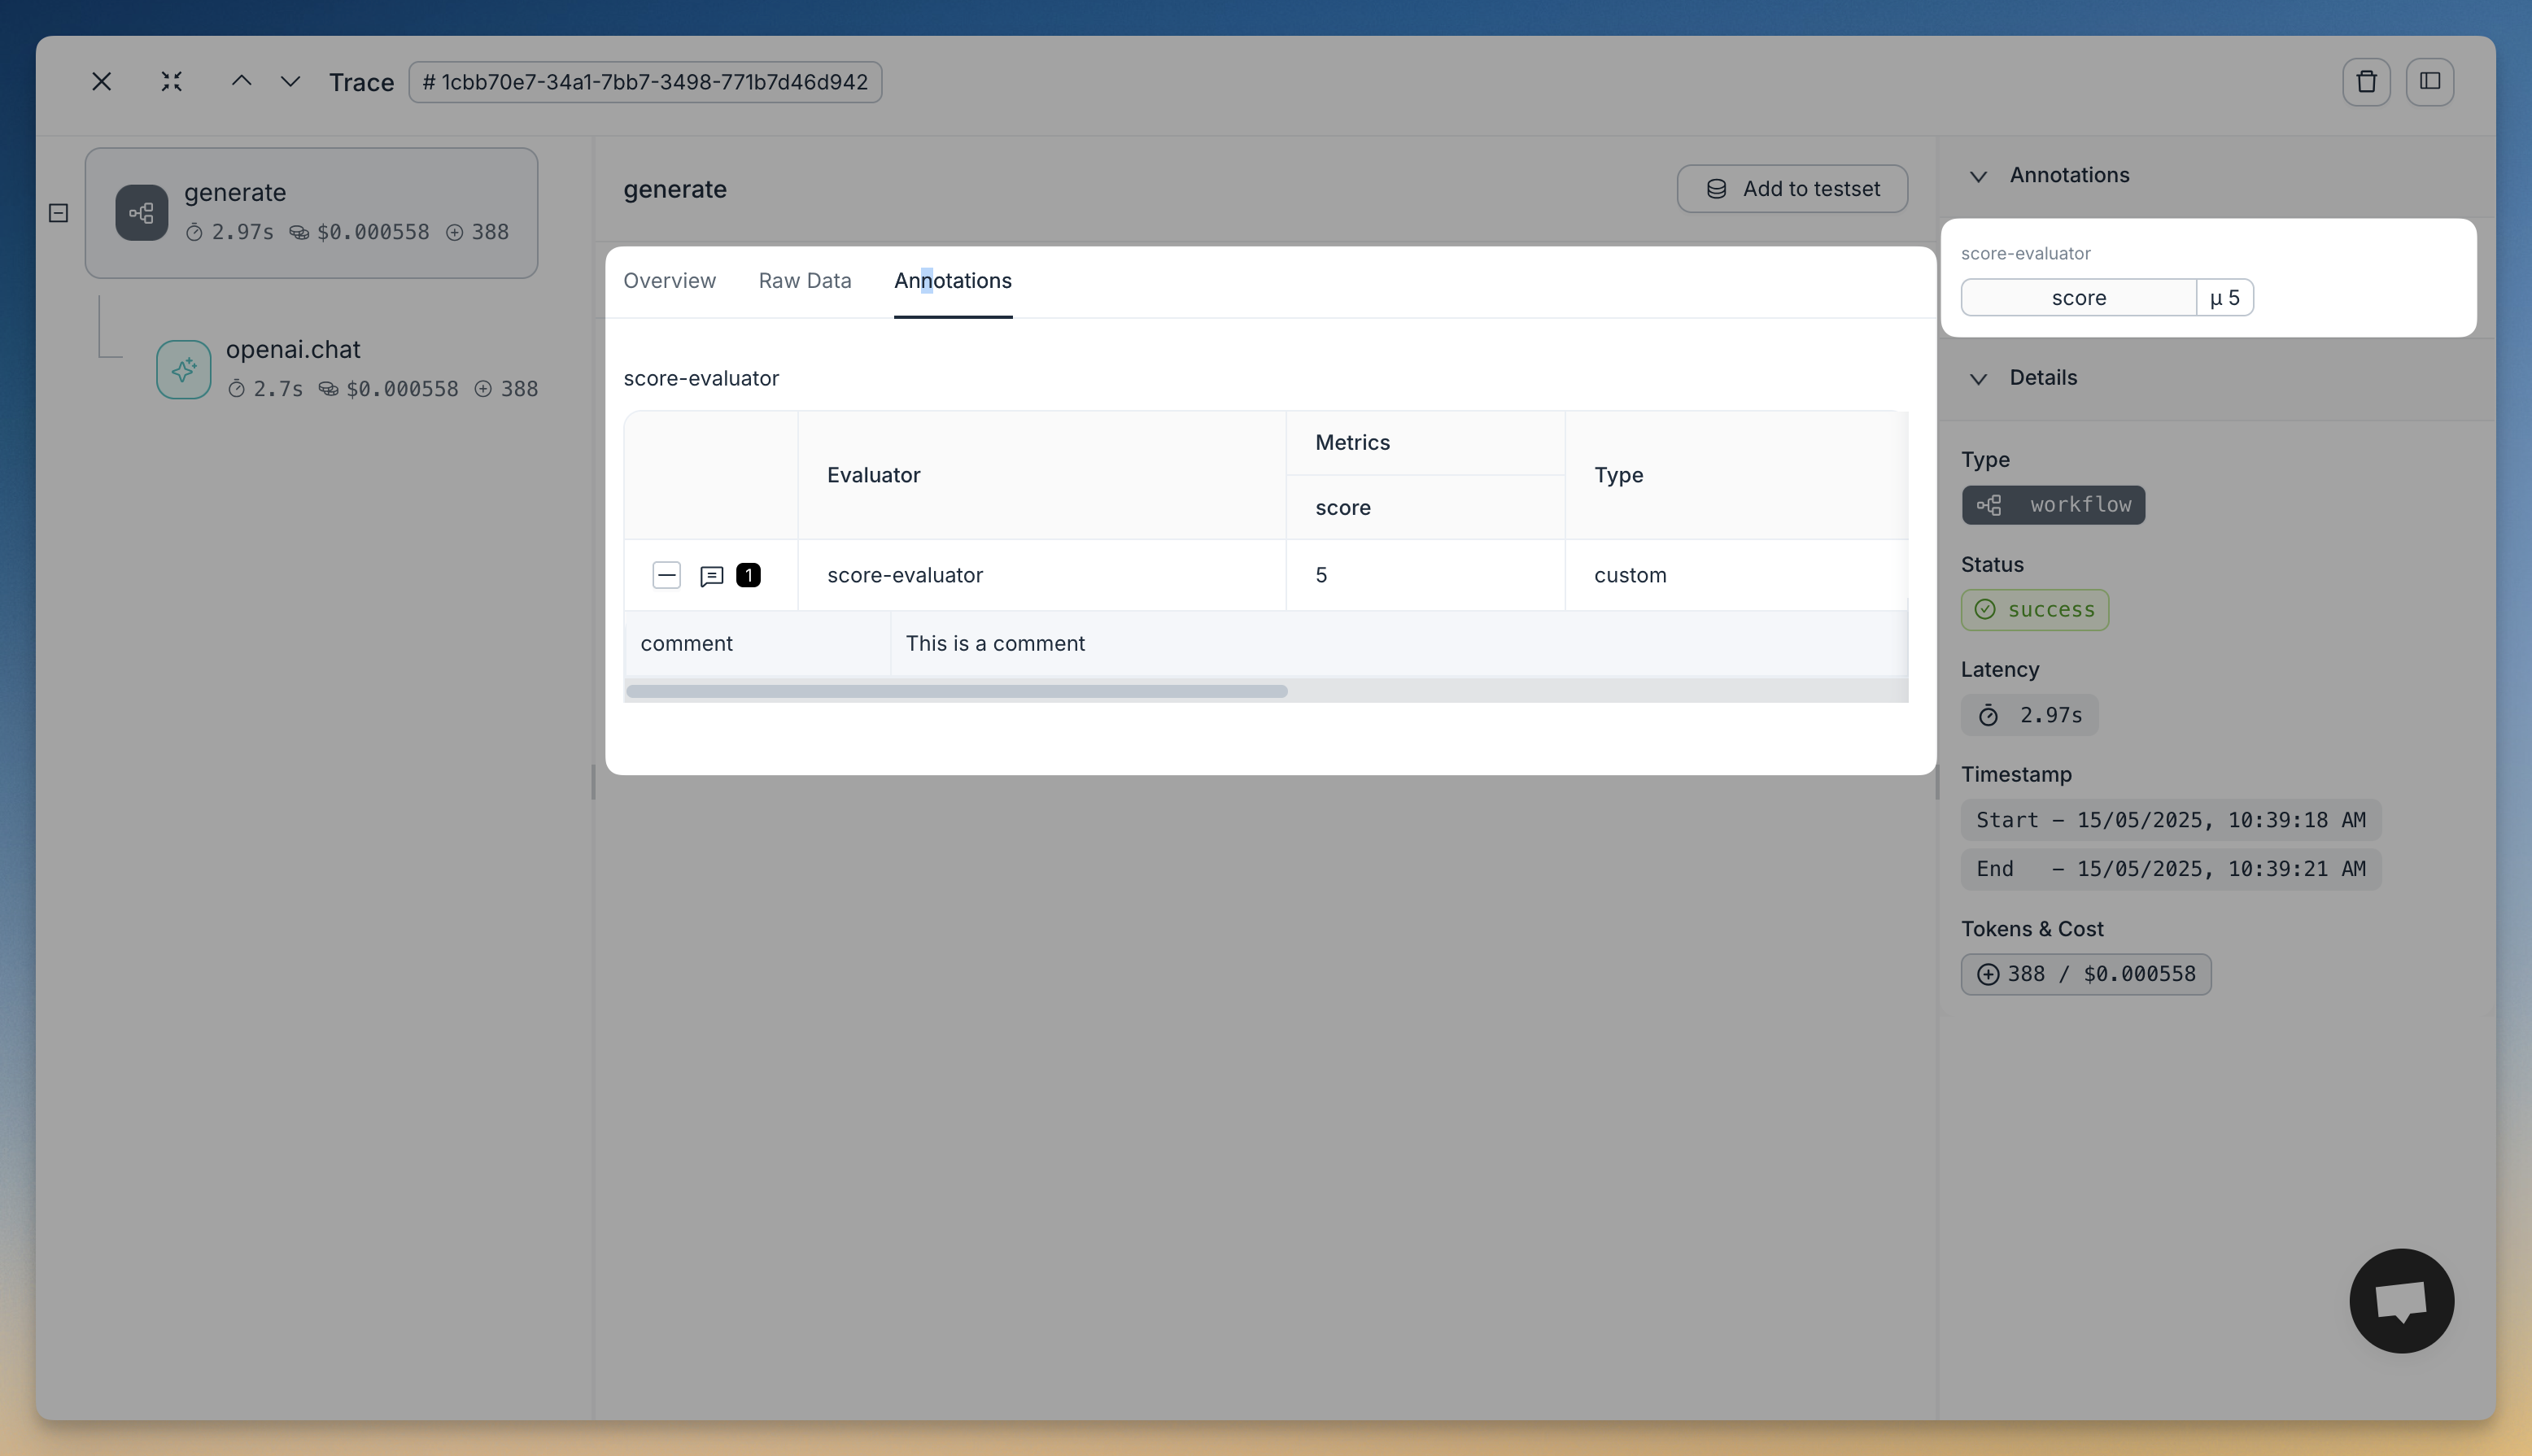 Trace # 1cbb70e7-34a1-7bb7-3498-771b7d46d942
generate
2.97s $0.000558 388
openai.chat
2.7s $0.000558 388
generate
Add to testset
Overview Raw Data Annotations
score-evaluator
Evaluator Metrics Type
score
1 score-evaluator 5 custom
comment This is a comment
Annotations
score-evaluator
score μ 5
Details
Type
workflow
Status
success
Latency
2.97s
Timestamp
Start – 15/05/2025, 10:39:18 AM
End – 15/05/2025, 10:39:21 AM
Tokens & Cost
388 / $0.000558